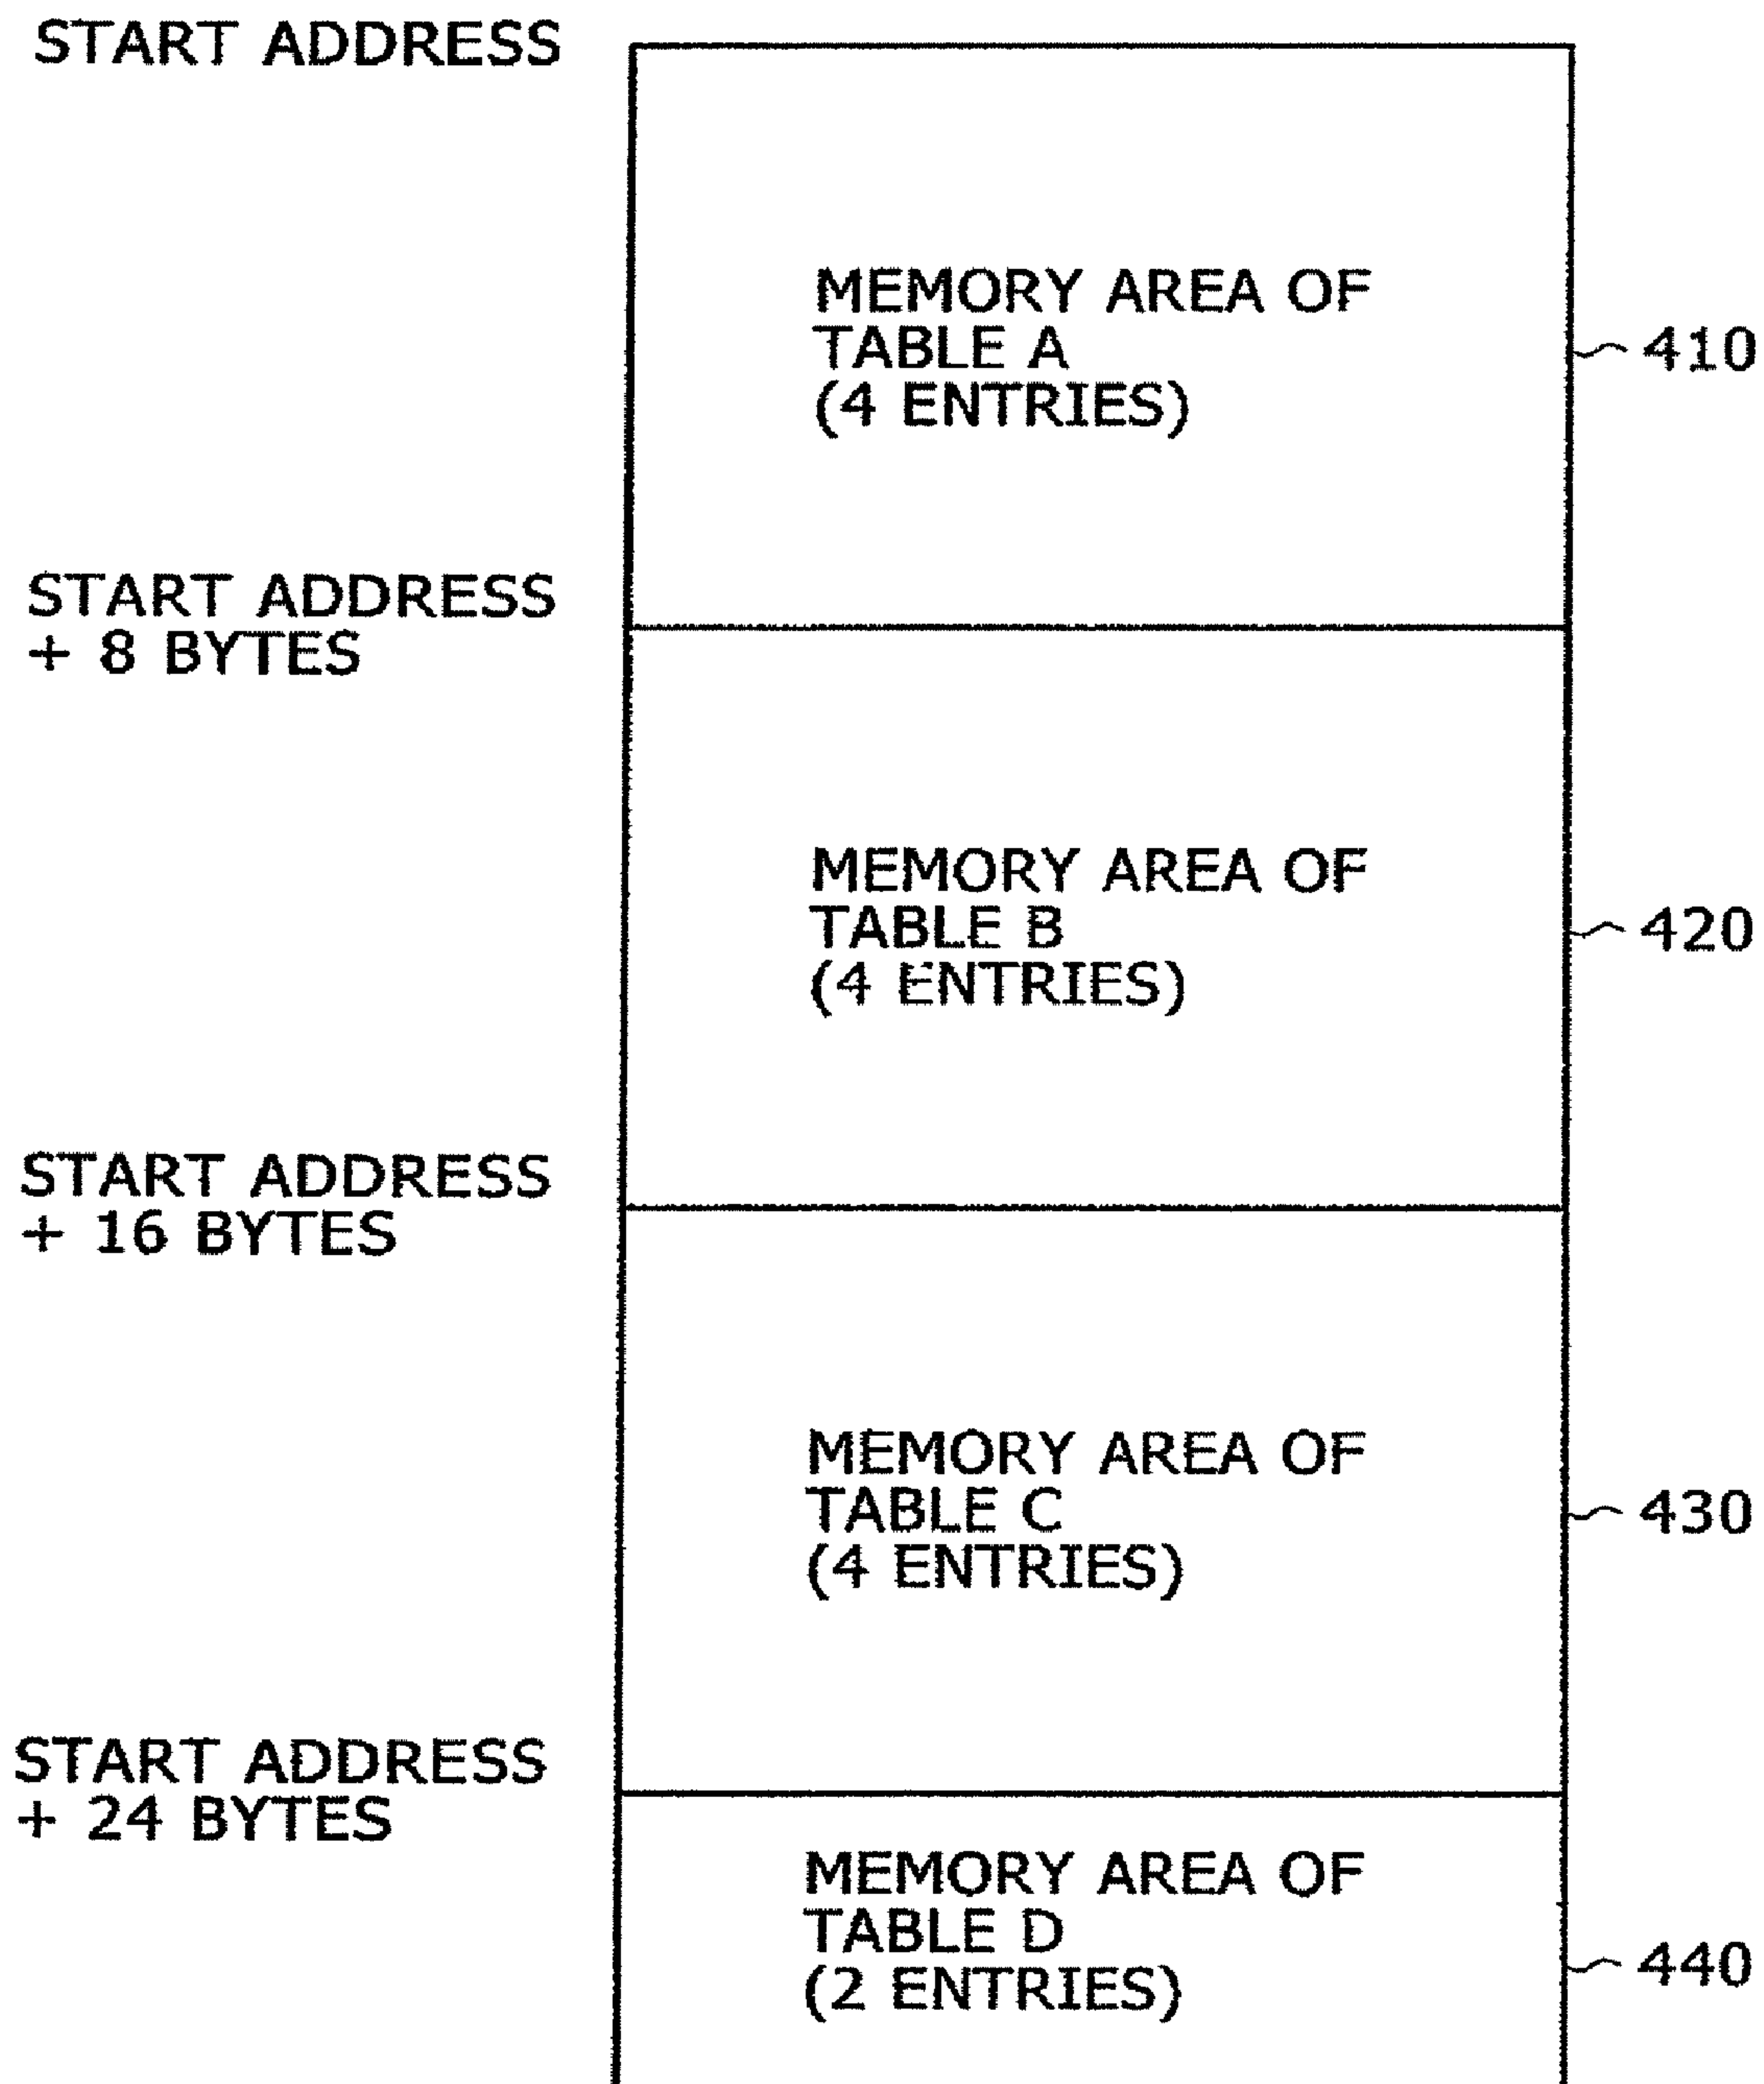 START ADDRESS
MEMORY AREA OF
TABLE A
(4 ENTRIES)
410
START ADDRESS
+ 8 BYTES
MEMORY AREA OF
TABLE B
(4 ENTRIES)
420
START ADDRESS
+ 16 BYTES
MEMORY AREA OF
TABLE C
(4 ENTRIES)
430
START ADDRESS
+ 24 BYTES
MEMORY AREA OF
TABLE D
(2 ENTRIES)
440